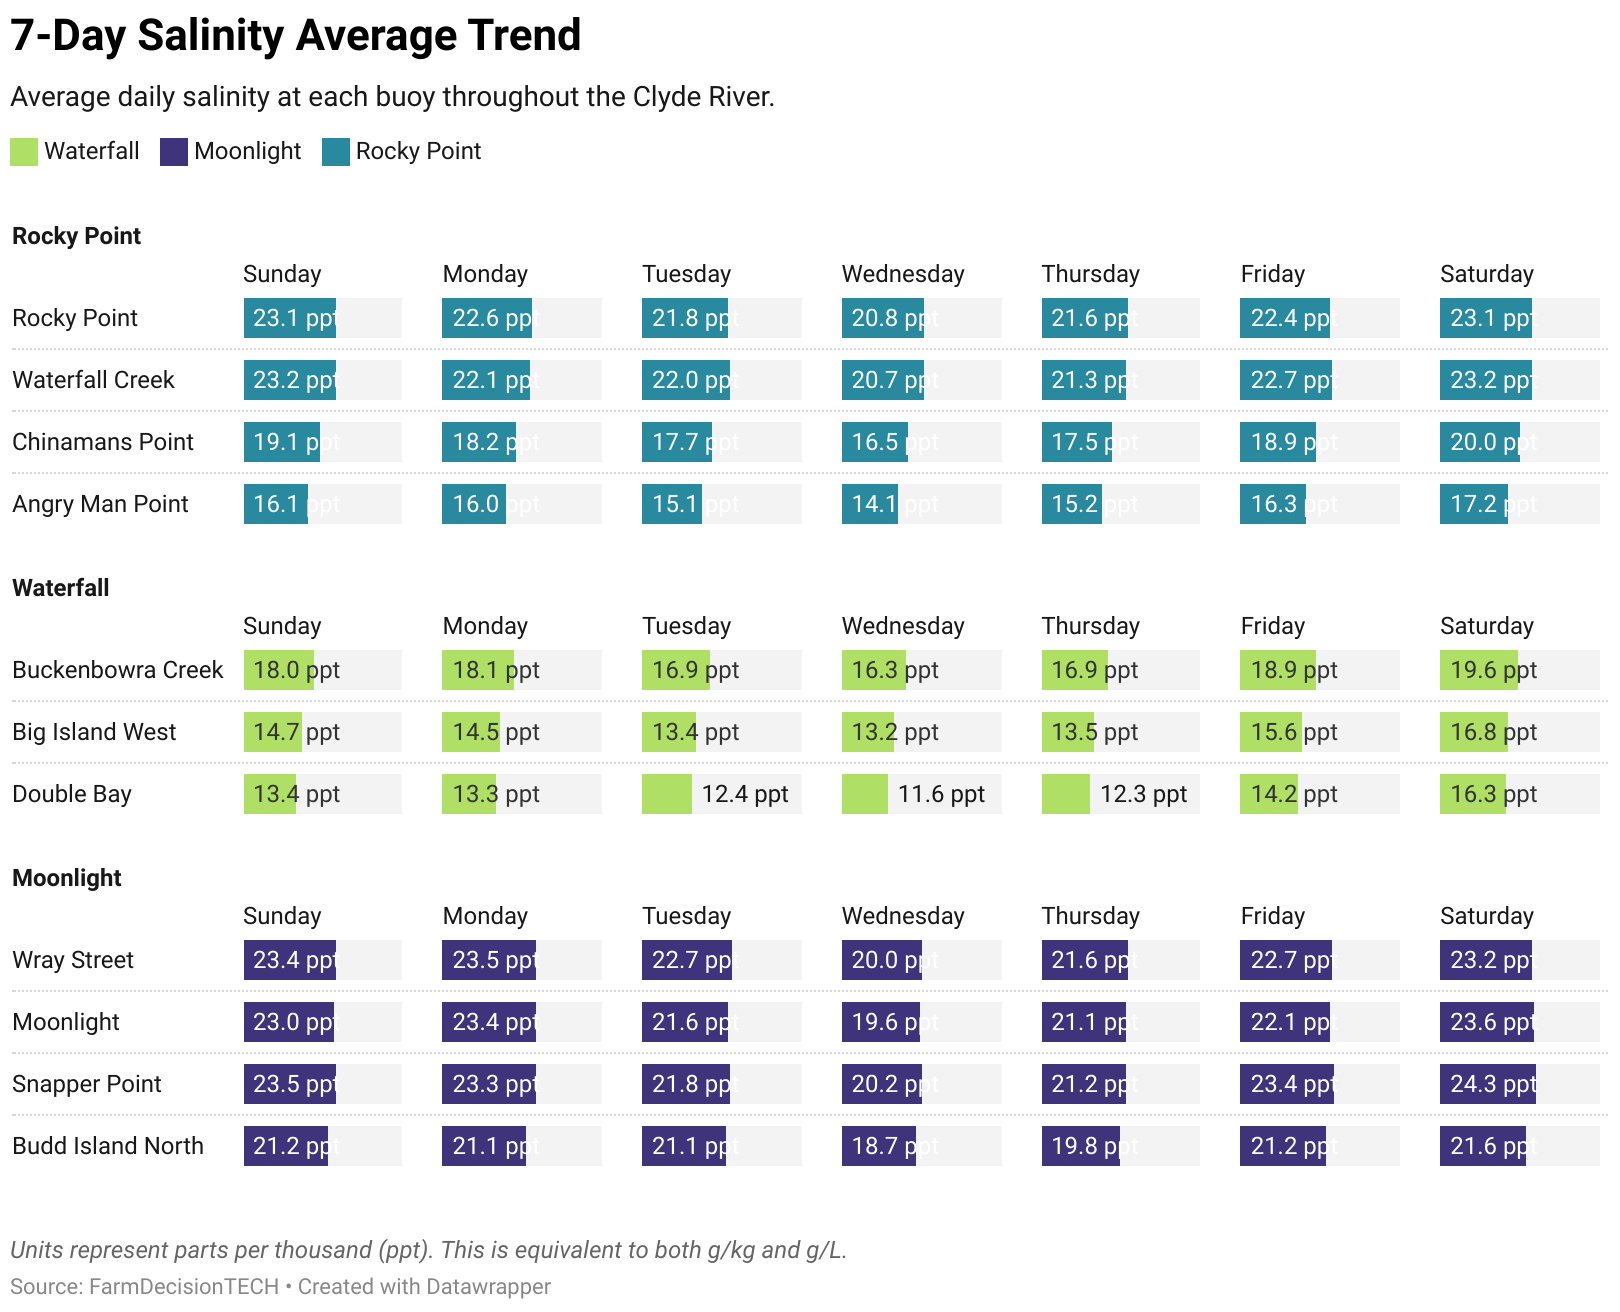 7-Day Salinity Average Trend
Average daily salinity at each buoy throughout the Clyde River.
Waterfall Moonlight Rocky Point
Rocky Point
Sunday Monday Tuesday Wednesday Thursday Friday Saturday
Rocky Point 23.1 ppt 22.6 ppt 21.8 ppt 20.8 ppt 21.6 ppt 22.4 ppt 23.1 ppt
Waterfall Creek 23.2 ppt 22.1 ppt 22.0 ppt 20.7 ppt 21.3 ppt 22.7 ppt 23.2 ppt
Chinamans Point 19.1 ppt 18.2 ppt 17.7 ppt 16.5 ppt 17.5 ppt 18.9 ppt 20.0 ppt
Angry Man Point 16.1 ppt 16.0 ppt 15.1 ppt 14.1 ppt 15.2 ppt 16.3 ppt 17.2 ppt
Waterfall
Sunday Monday Tuesday Wednesday Thursday Friday Saturday
Buckenbowra Creek 18.0 ppt 18.1 ppt 16.9 ppt 16.3 ppt 16.9 ppt 18.9 ppt 19.6 ppt
Big Island West 14.7 ppt 14.5 ppt 13.4 ppt 13.2 ppt 13.5 ppt 15.6 ppt 16.8 ppt
Double Bay 13.4 ppt 13.3 ppt 12.4 ppt 11.6 ppt 12.3 ppt 14.2 ppt 16.3 ppt
Moonlight
Sunday Monday Tuesday Wednesday Thursday Friday Saturday
Wray Street 23.4 ppt 23.5 ppt 22.7 ppt 20.0 ppt 21.6 ppt 22.7 ppt 23.2 ppt
Moonlight 23.0 ppt 23.4 ppt 21.6 ppt 19.6 ppt 21.1 ppt 22.1 ppt 23.6 ppt
Snapper Point 23.5 ppt 23.3 ppt 21.8 ppt 20.2 ppt 21.2 ppt 23.4 ppt 24.3 ppt
Budd Island North 21.2 ppt 21.1 ppt 21.1 ppt 18.7 ppt 19.8 ppt 21.2 ppt 21.6 ppt
Units represent parts per thousand (ppt). This is equivalent to both g/kg and g/L.
Source: FarmDecisionTECH • Created with Datawrapper